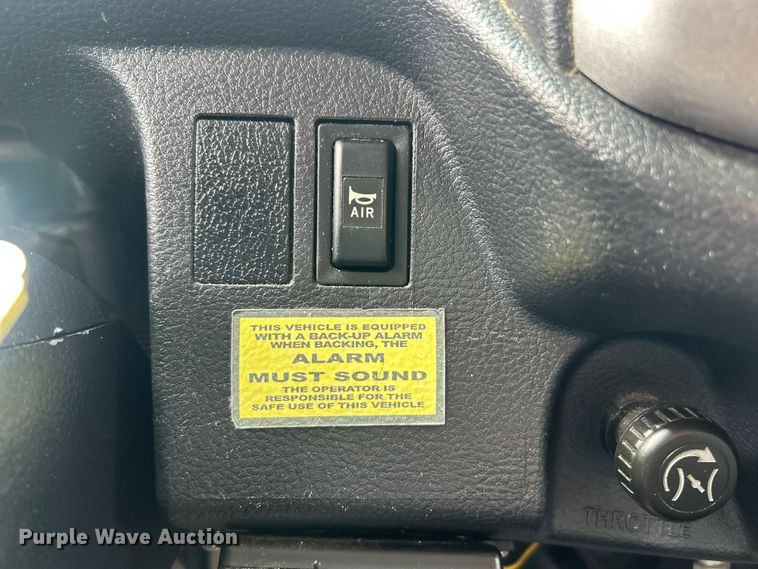 AIR
THIS VEHICLE IS EQUIPPED
WITH A BACK-UP ALARM
WHEN BACKING, THE
ALARM
MUST SOUND
THE OPERATOR IS
RESPONSIBLE FOR THE
SAFE USE OF THIS VEHICLE
THROTTLE
Purple Wave Auction